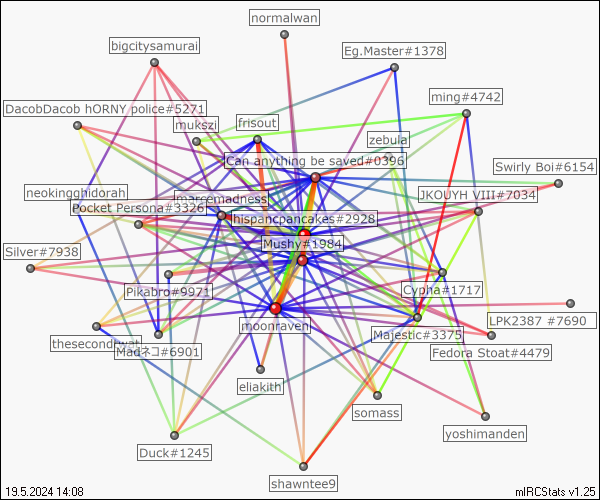 normalwan
bigcitysamurai
Eg.Master#1378
ming#4742
DacobDacob hORNY police#5271
mukszi
frisout
zebula
Can anything be saved#0396
Swirly Boi#6154
neokingghidorah
marcemadness
JKOUYH VIII#7034
Pocket Persona#3326
hispancpancakes#2928
Mushy#1984
Silver#7938
Pikabro#9971
Cypha#1717
LPK2387 #7690
moonraven
Majestic#3375
thesecondkwat
Madネコ#6901
Fedora Stoat#4479
eliakith
somass
yoshimanden
Duck#1245
shawntee9
19.5.2024 14:08
mIRCStats v1.25